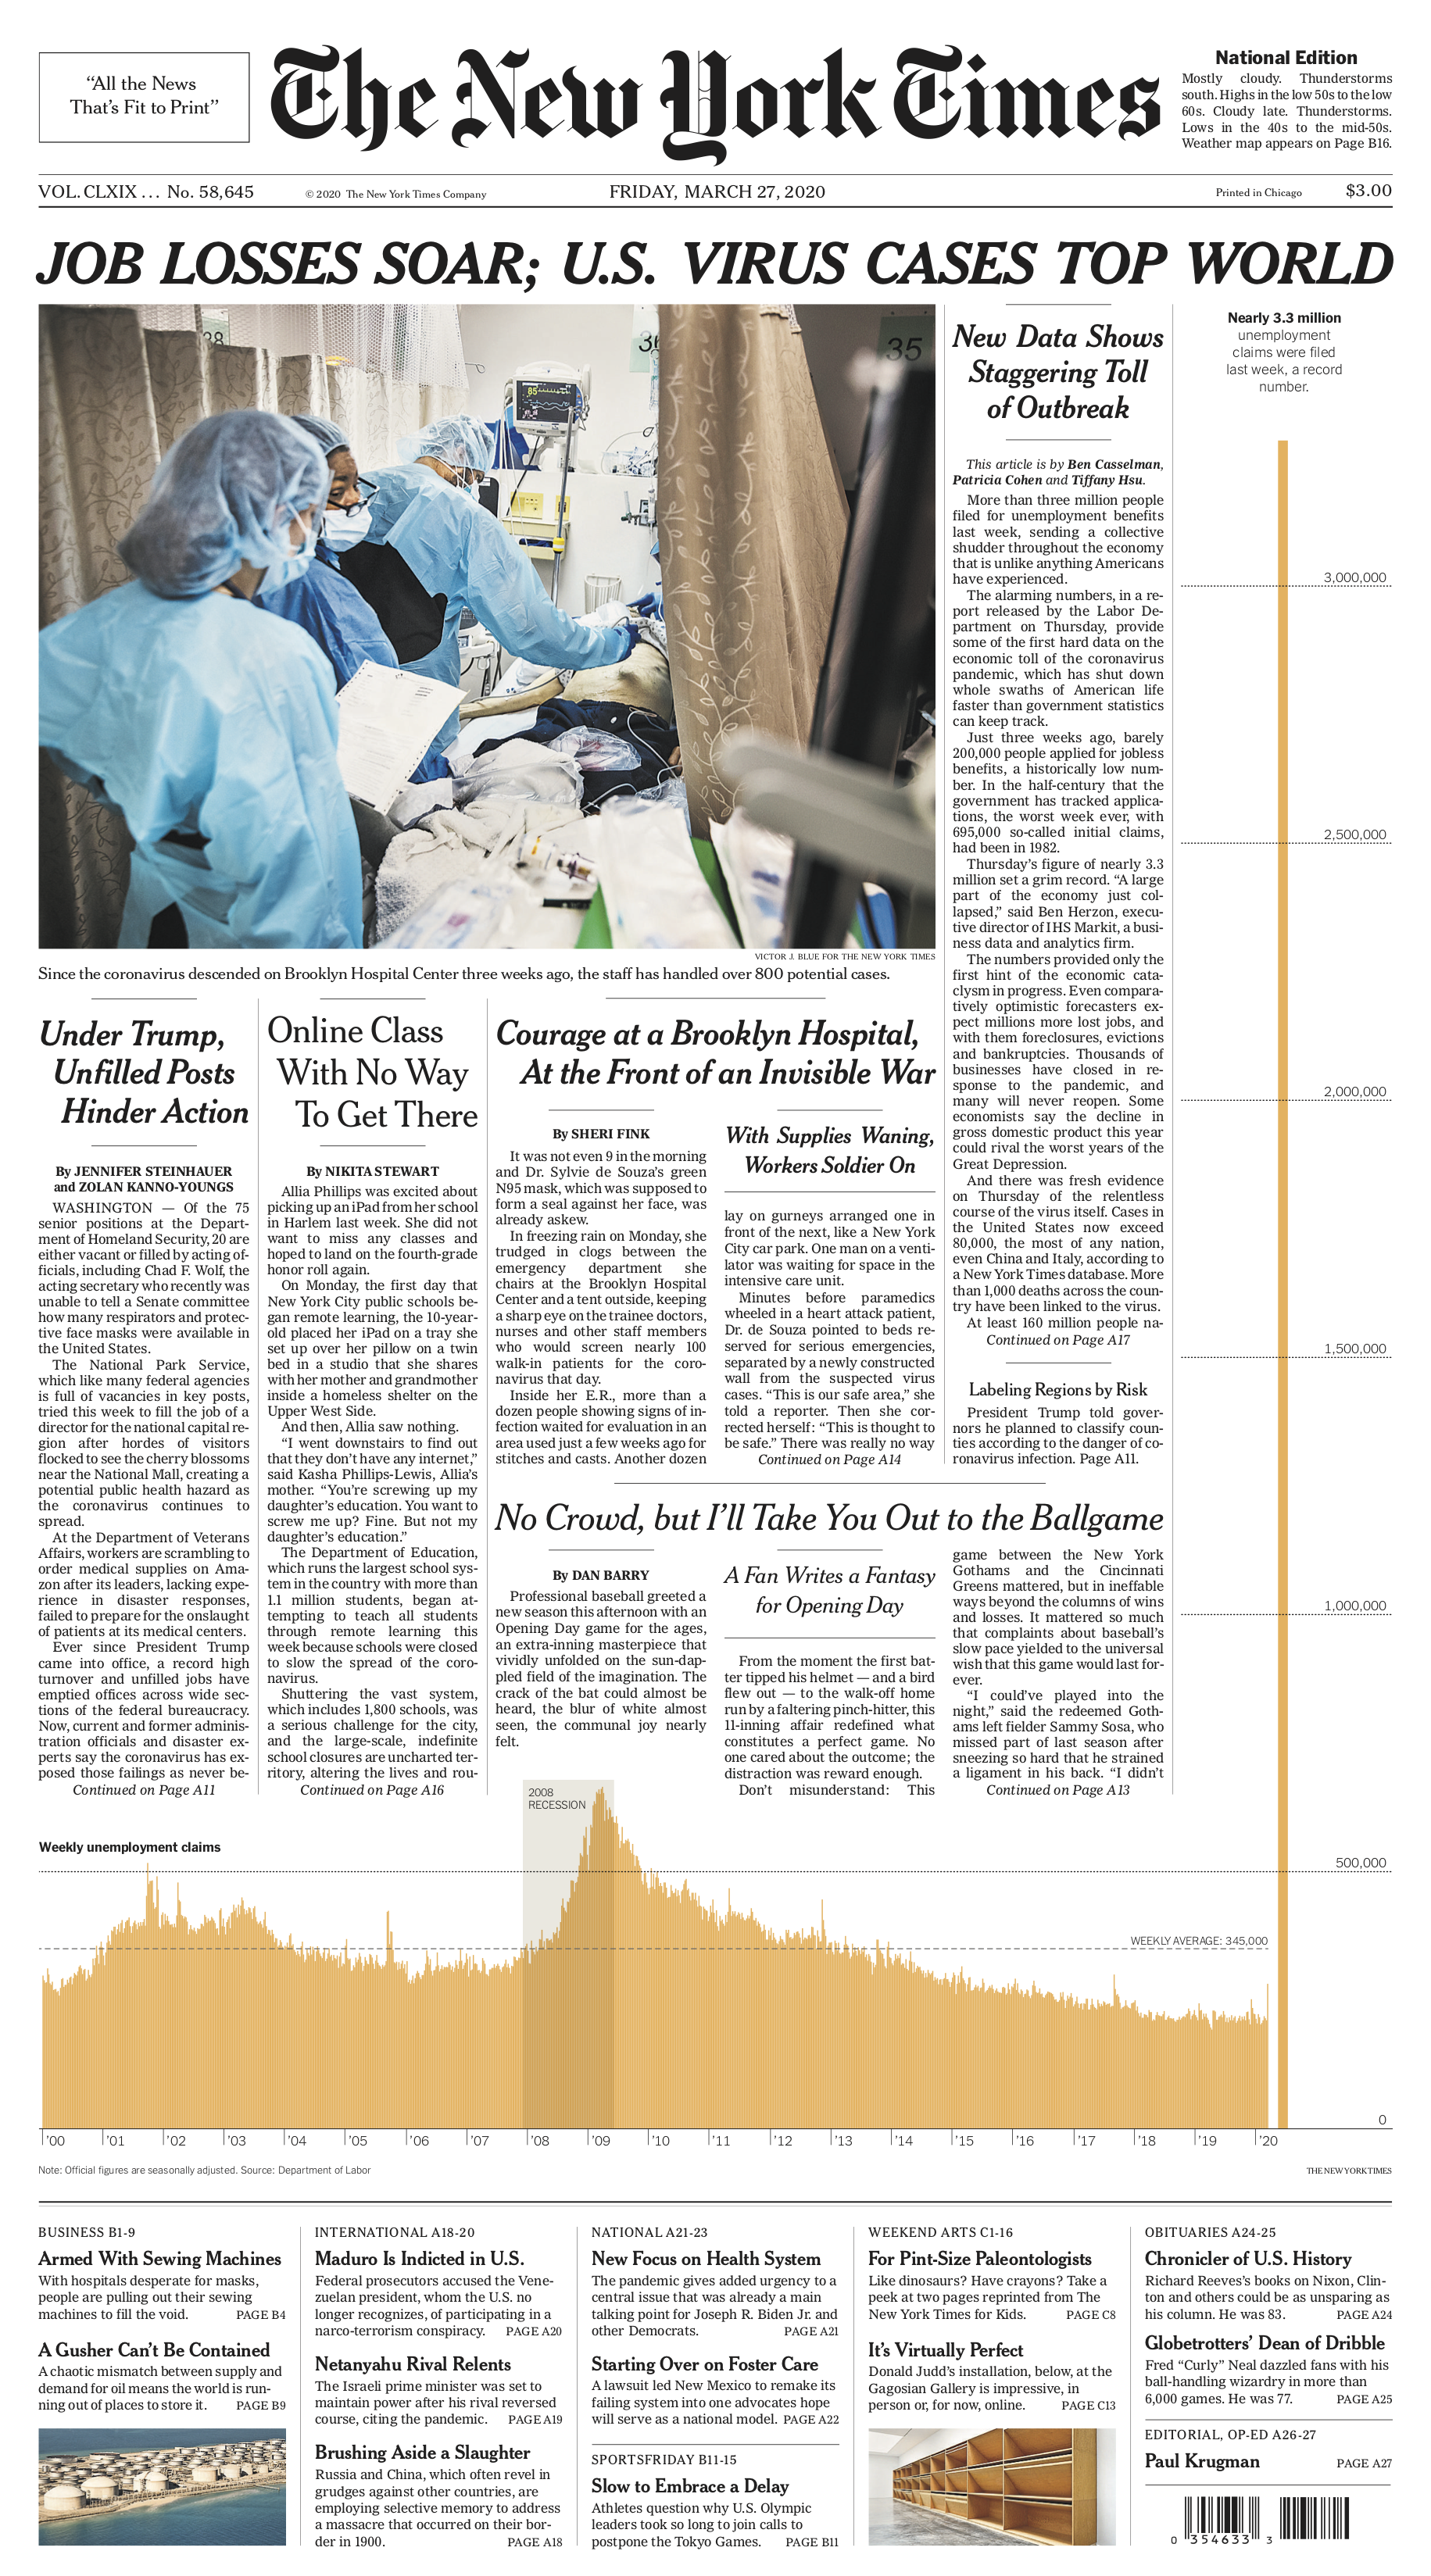 “All the News
That’s Fit to Print”
The New York Times
National Edition
Mostly cloudy. Thunderstorms
south. Highs in the low 50s to the low
60s. Cloudy late. Thunderstorms.
Lows in the 40s to the mid-50s.
Weather map appears on Page B16.
VOL. CLXIX . . . No. 58,645
© 2020 The New York Times Company
FRIDAY, MARCH 27, 2020
Printed in Chicago
$3.00
JOB LOSSES SOAR; U.S. VIRUS CASES TOP WORLD
28
36
35
85
VICTOR J. BLUE FOR THE NEW YORK TIMES
Since the coronavirus descended on Brooklyn Hospital Center three weeks ago, the staff has handled over 800 potential cases.
New Data Shows
Staggering Toll
of Outbreak
This article is by Ben Casselman,
Patricia Cohen and Tiffany Hsu.
More than three million people
filed for unemployment benefits
last week, sending a collective
shudder throughout the economy
that is unlike anything Americans
have experienced.
The alarming numbers, in a re-
port released by the Labor De-
partment on Thursday, provide
some of the first hard data on the
economic toll of the coronavirus
pandemic, which has shut down
whole swaths of American life
faster than government statistics
can keep track.
Just three weeks ago, barely
200,000 people applied for jobless
benefits, a historically low num-
ber. In the half-century that the
government has tracked applica-
tions, the worst week ever, with
695,000 so-called initial claims,
had been in 1982.
Thursday’s figure of nearly 3.3
million set a grim record. “A large
part of the economy just col-
lapsed,” said Ben Herzon, execu-
tive director of IHS Markit, a busi-
ness data and analytics firm.
The numbers provided only the
first hint of the economic cata-
clysm in progress. Even compara-
tively optimistic forecasters ex-
pect millions more lost jobs, and
with them foreclosures, evictions
and bankruptcies. Thousands of
businesses have closed in re-
sponse to the pandemic, and
many will never reopen. Some
economists say the decline in
gross domestic product this year
could rival the worst years of the
Great Depression.
And there was fresh evidence
on Thursday of the relentless
course of the virus itself. Cases in
the United States now exceed
80,000, the most of any nation,
even China and Italy, according to
a New York Times database. More
than 1,000 deaths across the coun-
try have been linked to the virus.
At least 160 million people na-
Continued on Page A17
Labeling Regions by Risk
President Trump told gover-
nors he planned to classify coun-
ties according to the danger of co-
ronavirus infection. Page A11.
Under Trump,
Unfilled Posts
Hinder Action
By JENNIFER STEINHAUER
and ZOLAN KANNO-YOUNGS
WASHINGTON — Of the 75
senior positions at the Depart-
ment of Homeland Security, 20 are
either vacant or filled by acting of-
ficials, including Chad F. Wolf, the
acting secretary who recently was
unable to tell a Senate committee
how many respirators and protec-
tive face masks were available in
the United States.
The National Park Service,
which like many federal agencies
is full of vacancies in key posts,
tried this week to fill the job of a
director for the national capital re-
gion after hordes of visitors
flocked to see the cherry blossoms
near the National Mall, creating a
potential public health hazard as
the coronavirus continues to
spread.
At the Department of Veterans
Affairs, workers are scrambling to
order medical supplies on Ama-
zon after its leaders, lacking expe-
rience in disaster responses,
failed to prepare for the onslaught
of patients at its medical centers.
Ever since President Trump
came into office, a record high
turnover and unfilled jobs have
emptied offices across wide sec-
tions of the federal bureaucracy.
Now, current and former adminis-
tration officials and disaster ex-
perts say the coronavirus has ex-
posed those failings as never be-
Continued on Page A11
Online Class
With No Way
To Get There
By NIKITA STEWART
Allia Phillips was excited about
picking up an iPad from her school
in Harlem last week. She did not
want to miss any classes and
hoped to land on the fourth-grade
honor roll again.
On Monday, the first day that
New York City public schools be-
gan remote learning, the 10-year-
old placed her iPad on a tray she
set up over her pillow on a twin
bed in a studio that she shares
with her mother and grandmother
inside a homeless shelter on the
Upper West Side.
And then, Allia saw nothing.
“I went downstairs to find out
that they don’t have any internet,”
said Kasha Phillips-Lewis, Allia’s
mother. “You’re screwing up my
daughter’s education. You want to
screw me up? Fine. But not my
daughter’s education.”
The Department of Education,
which runs the largest school sys-
tem in the country with more than
1.1 million students, began at-
tempting to teach all students
through remote learning this
week because schools were closed
to slow the spread of the coro-
navirus.
Shuttering the vast system,
which includes 1,800 schools, was
a serious challenge for the city,
and the large-scale, indefinite
school closures are uncharted ter-
ritory, altering the lives and rou-
Continued on Page A16
Courage at a Brooklyn Hospital,
At the Front of an Invisible War
By SHERI FINK
It was not even 9 in the morning
and Dr. Sylvie de Souza’s green
N95 mask, which was supposed to
form a seal against her face, was
already askew.
In freezing rain on Monday, she
trudged in clogs between the
emergency department she
chairs at the Brooklyn Hospital
Center and a tent outside, keeping
a sharp eye on the trainee doctors,
nurses and other staff members
who would screen nearly 100
walk-in patients for the coro-
navirus that day.
Inside her E.R., more than a
dozen people showing signs of in-
fection waited for evaluation in an
area used just a few weeks ago for
stitches and casts. Another dozen
With Supplies Waning,
Workers Soldier On
lay on gurneys arranged one in
front of the next, like a New York
City car park. One man on a venti-
lator was waiting for space in the
intensive care unit.
Minutes before paramedics
wheeled in a heart attack patient,
Dr. de Souza pointed to beds re-
served for serious emergencies,
separated by a newly constructed
wall from the suspected virus
cases. “This is our safe area,” she
told a reporter. Then she cor-
rected herself: “This is thought to
be safe.” There was really no way
Continued on Page A14
No Crowd, but I’ll Take You Out to the Ballgame
By DAN BARRY
Professional baseball greeted a
new season this afternoon with an
Opening Day game for the ages,
an extra-inning masterpiece that
vividly unfolded on the sun-dap-
pled field of the imagination. The
crack of the bat could almost be
heard, the blur of white almost
seen, the communal joy nearly
felt.
A Fan Writes a Fantasy
for Opening Day
From the moment the first bat-
ter tipped his helmet — and a bird
flew out — to the walk-off home
run by a faltering pinch-hitter, this
11-inning affair redefined what
constitutes a perfect game. No
one cared about the outcome; the
distraction was reward enough.
Don’t misunderstand: This
game between the New York
Gothams and the Cincinnati
Greens mattered, but in ineffable
ways beyond the columns of wins
and losses. It mattered so much
that complaints about baseball’s
slow pace yielded to the universal
wish that this game would last for-
ever.
“I could’ve played into the
night,” said the redeemed Goth-
ams left fielder Sammy Sosa, who
missed part of last season after
sneezing so hard that he strained
a ligament in his back. “I didn’t
Continued on Page A13
Nearly 3.3 million
unemployment
claims were filed
last week, a record
number.
3,000,000
2,500,000
2,000,000
1,500,000
1,000,000
2008
RECESSION
Weekly unemployment claims
500,000
WEEKLY AVERAGE: 345,000
0
’00 ’01 ’02 ’03 ’04 ’05 ’06 ’07 ’08 ’09 ’10 ’11 ’12 ’13 ’14 ’15 ’16 ’17 ’18 ’19 ’20
Note: Official figures are seasonally adjusted. Source: Department of Labor
THE NEW YORK TIMES
BUSINESS B1-9
Armed With Sewing Machines
With hospitals desperate for masks,
people are pulling out their sewing
machines to fill the void. PAGE B4
A Gusher Can’t Be Contained
A chaotic mismatch between supply and
demand for oil means the world is run-
ning out of places to store it. PAGE B9
INTERNATIONAL A18-20
Maduro Is Indicted in U.S.
Federal prosecutors accused the Vene-
zuelan president, whom the U.S. no
longer recognizes, of participating in a
narco-terrorism conspiracy. PAGE A20
Netanyahu Rival Relents
The Israeli prime minister was set to
maintain power after his rival reversed
course, citing the pandemic. PAGE A19
Brushing Aside a Slaughter
Russia and China, which often revel in
grudges against other countries, are
employing selective memory to address
a massacre that occurred on their bor-
der in 1900. PAGE A18
NATIONAL A21-23
New Focus on Health System
The pandemic gives added urgency to a
central issue that was already a main
talking point for Joseph R. Biden Jr. and
other Democrats. PAGE A21
Starting Over on Foster Care
A lawsuit led New Mexico to remake its
failing system into one advocates hope
will serve as a national model. PAGE A22
SPORTSFRIDAY B11-15
Slow to Embrace a Delay
Athletes question why U.S. Olympic
leaders took so long to join calls to
postpone the Tokyo Games. PAGE B11
WEEKEND ARTS C1-16
For Pint-Size Paleontologists
Like dinosaurs? Have crayons? Take a
peek at two pages reprinted from The
New York Times for Kids. PAGE C8
It’s Virtually Perfect
Donald Judd’s installation, below, at the
Gagosian Gallery is impressive, in
person or, for now, online. PAGE C13
OBITUARIES A24-25
Chronicler of U.S. History
Richard Reeves’s books on Nixon, Clin-
ton and others could be as unsparing as
his column. He was 83. PAGE A24
Globetrotters’ Dean of Dribble
Fred “Curly” Neal dazzled fans with his
ball-handling wizardry in more than
6,000 games. He was 77. PAGE A25
EDITORIAL, OP-ED A26-27
Paul Krugman PAGE A27
0 354633 3